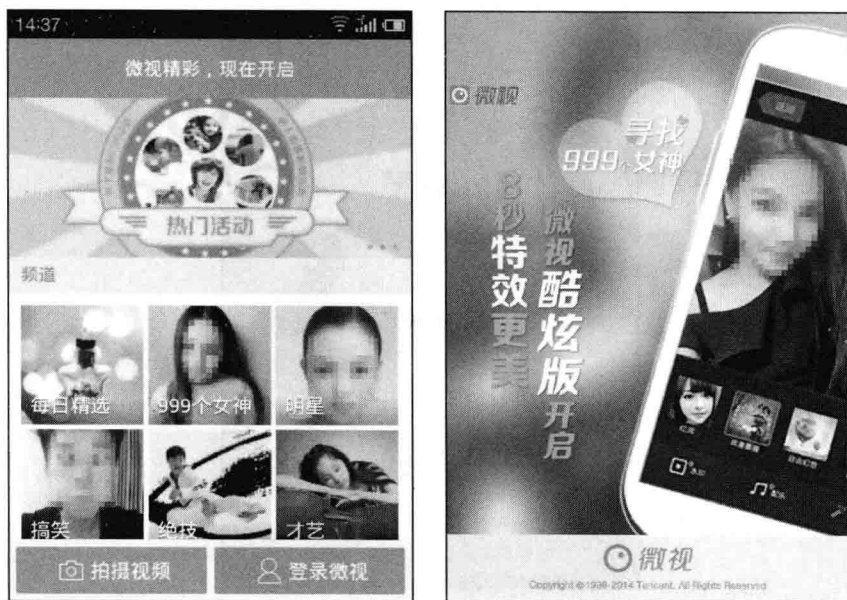 14:37
微视精彩，现在开启
热门活动
频道
每日精选
999个女神
明星
搞笑
绝技
才艺
拍摄视频
登录微视
微视
寻找
999个女神
8秒特效更美
微视酷炫版开启
微视
Copyright ©1998-2014 Tencent. All Rights Reserved